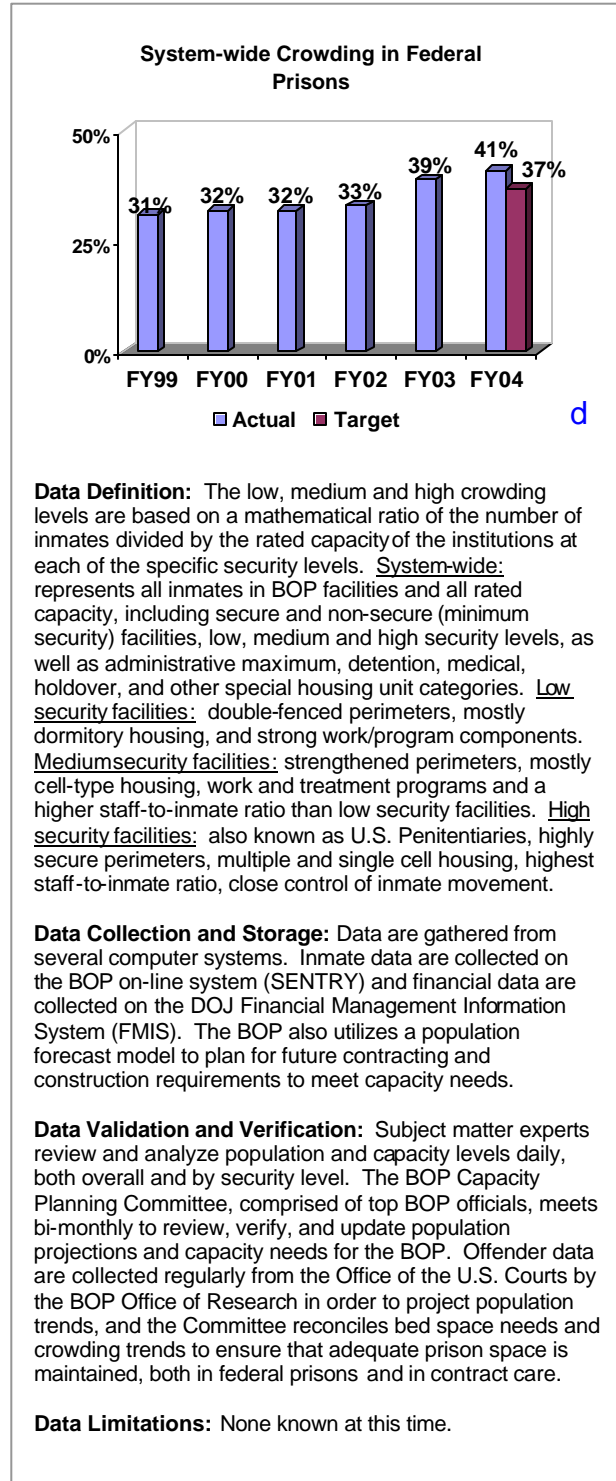 System-wide Crowding in Federal
Prisons
50%
25%
0%
31%
32%
32%
33%
39%
41%
37%
FY99 FY00 FY01 FY02 FY03 FY04
Actual Target
d
Data Definition: The low, medium and high crowding
levels are based on a mathematical ratio of the number of
inmates divided by the rated capacity of the institutions at
each of the specific security levels. System-wide:
represents all inmates in BOP facilities and all rated
capacity, including secure and non-secure (minimum
security) facilities, low, medium and high security levels, as
well as administrative maximum, detention, medical,
holdover, and other special housing unit categories. Low
security facilities: double-fenced perimeters, mostly
dormitory housing, and strong work/program components.
Medium security facilities: strengthened perimeters, mostly
cell-type housing, work and treatment programs and a
higher staff-to-inmate ratio than low security facilities. High
security facilities: also known as U.S. Penitentiaries, highly
secure perimeters, multiple and single cell housing, highest
staff-to-inmate ratio, close control of inmate movement.
Data Collection and Storage: Data are gathered from
several computer systems. Inmate data are collected on
the BOP on-line system (SENTRY) and financial data are
collected on the DOJ Financial Management Information
System (FMIS). The BOP also utilizes a population
forecast model to plan for future contracting and
construction requirements to meet capacity needs.
Data Validation and Verification: Subject matter experts
review and analyze population and capacity levels daily,
both overall and by security level. The BOP Capacity
Planning Committee, comprised of top BOP officials, meets
bi-monthly to review, verify, and update population
projections and capacity needs for the BOP. Offender data
are collected regularly from the Office of the U.S. Courts by
the BOP Office of Research in order to project population
trends, and the Committee reconciles bed space needs and
crowding trends to ensure that adequate prison space is
maintained, both in federal prisons and in contract care.
Data Limitations: None known at this time.